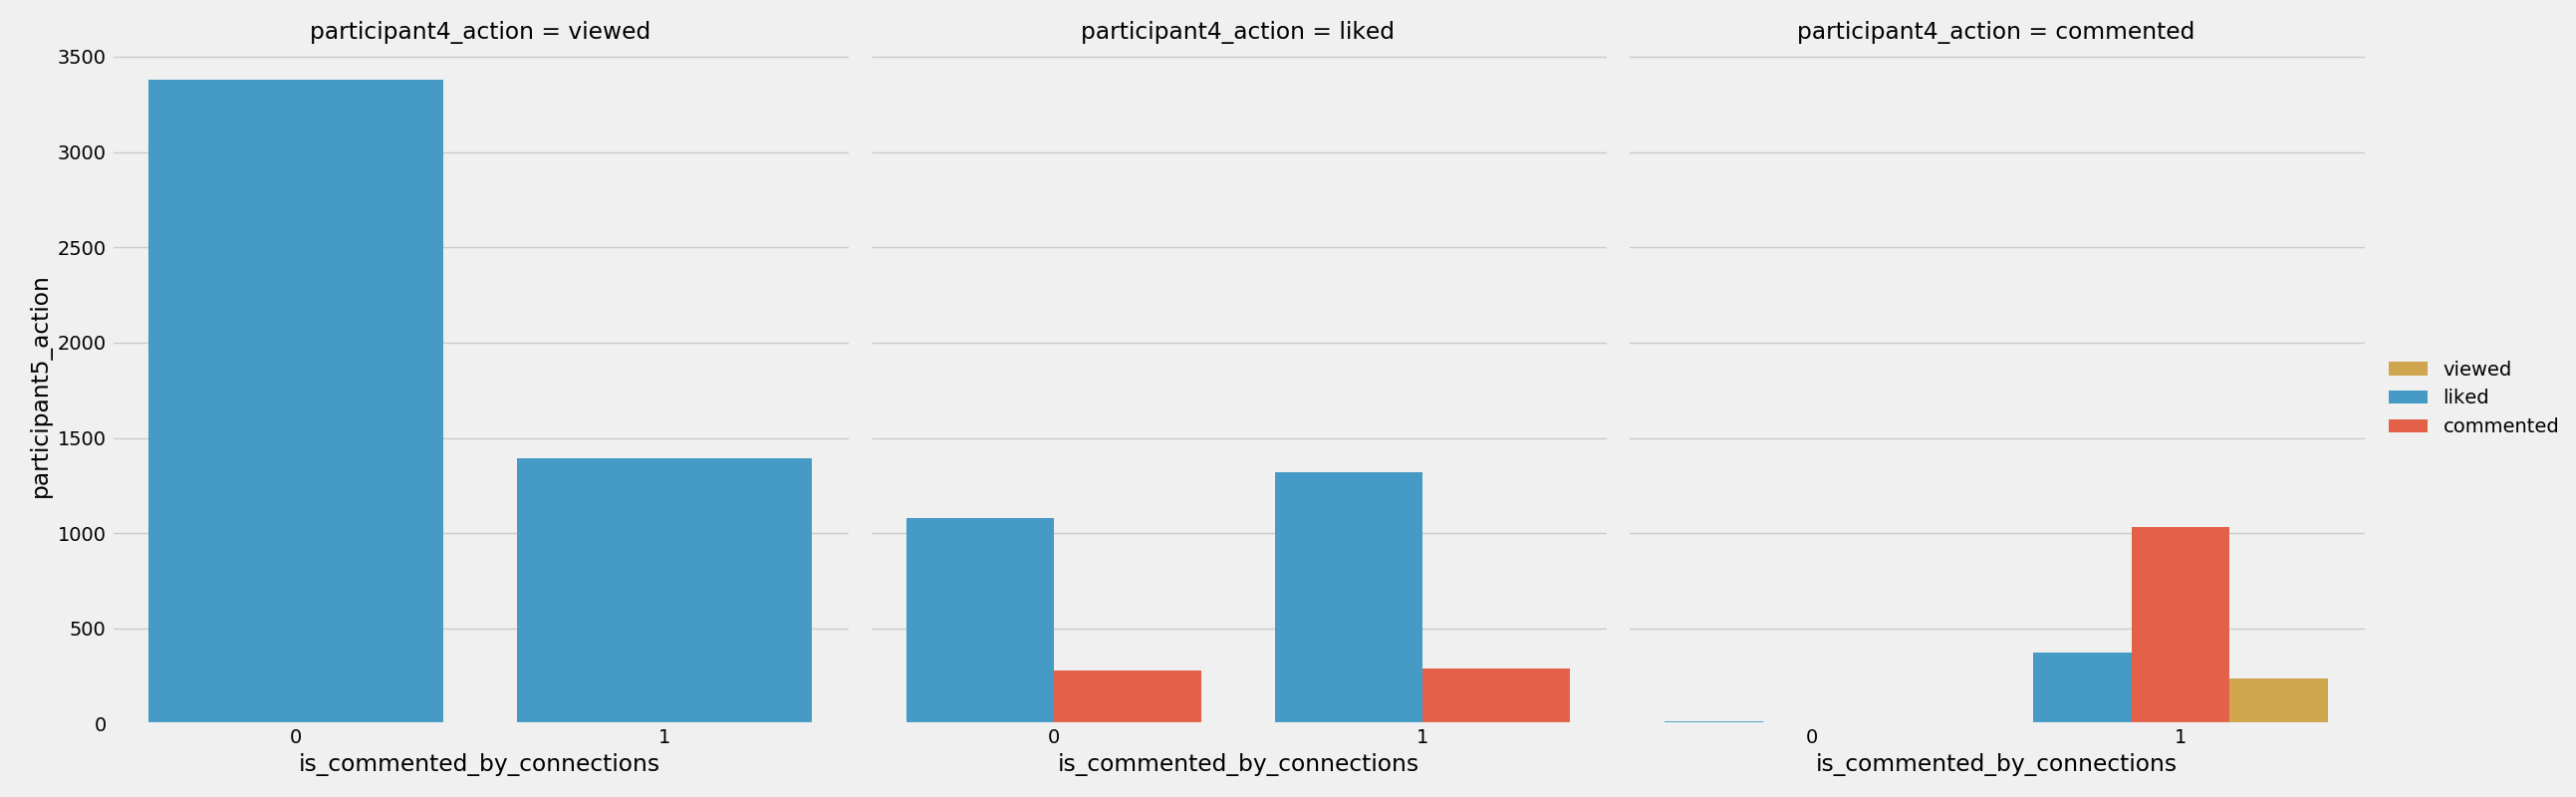 participant4_action = viewed
participant4_action = liked
participant4_action = commented
participant5_action
3500
3000
2500
2000
1500
1000
500
0
0 1
0 1
0 1
is_commented_by_connections
is_commented_by_connections
is_commented_by_connections
viewed
liked
commented